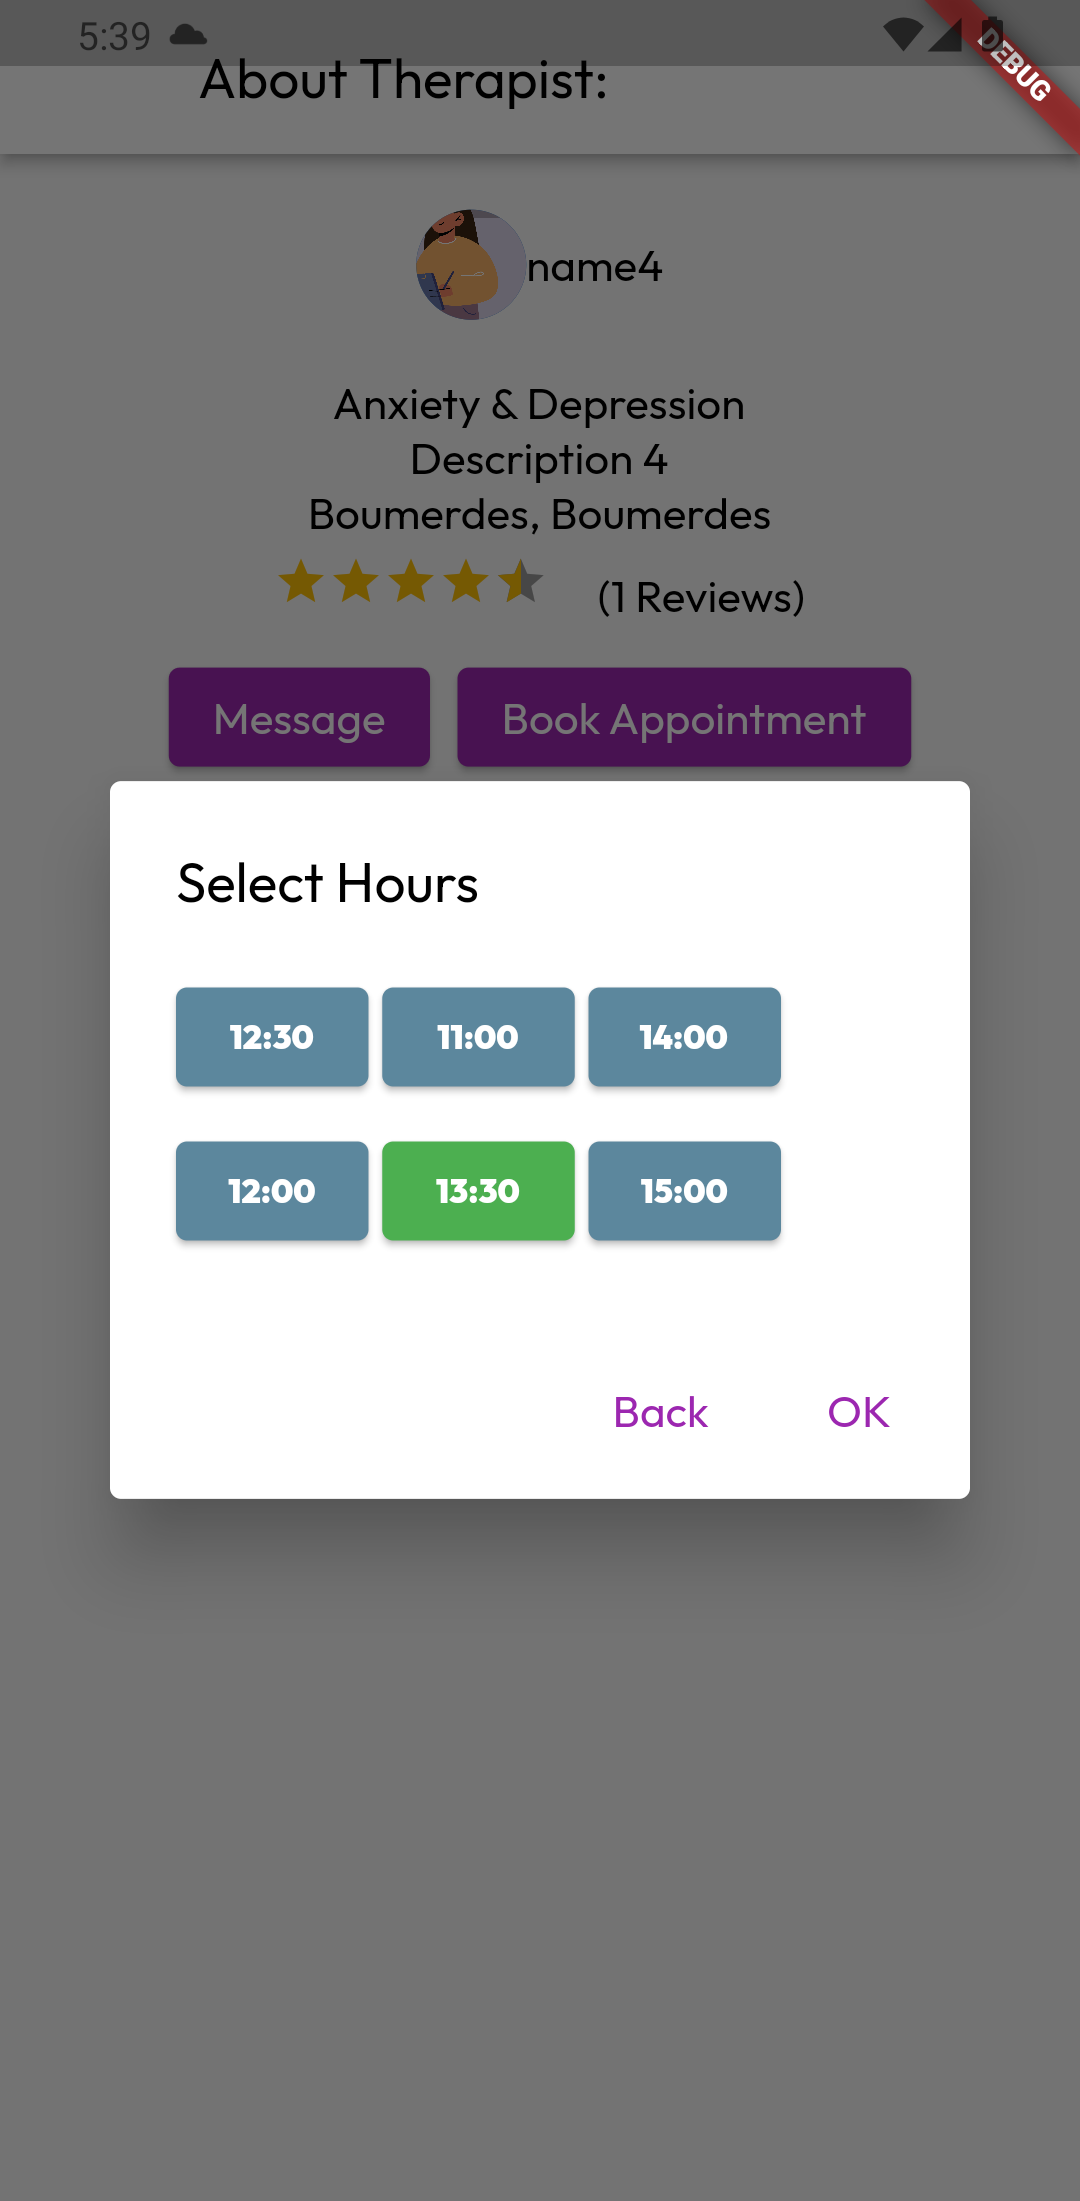 5:39
DEBUG
About Therapist:
name4
Anxiety & Depression
Description 4
Boumerdes, Boumerdes
(1 Reviews)
Message Book Appointment
Select Hours
12:30 11:00 14:00
12:00 13:30 15:00
Back OK